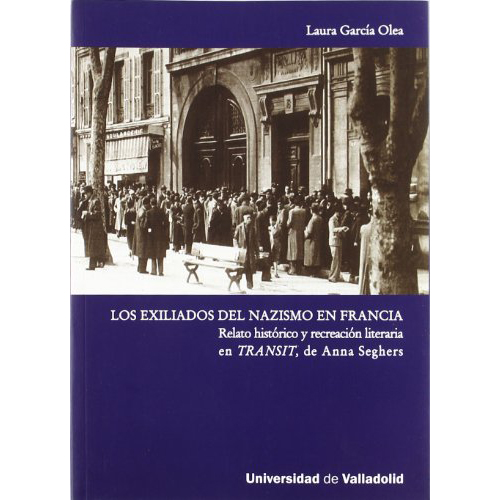 Laura García Olea
LOS EXILIADOS DEL NAZISMO EN FRANCIA
Relato histórico y recreación literaria
en TRANSIT, de Anna Seghers
Universidad de Valladolid